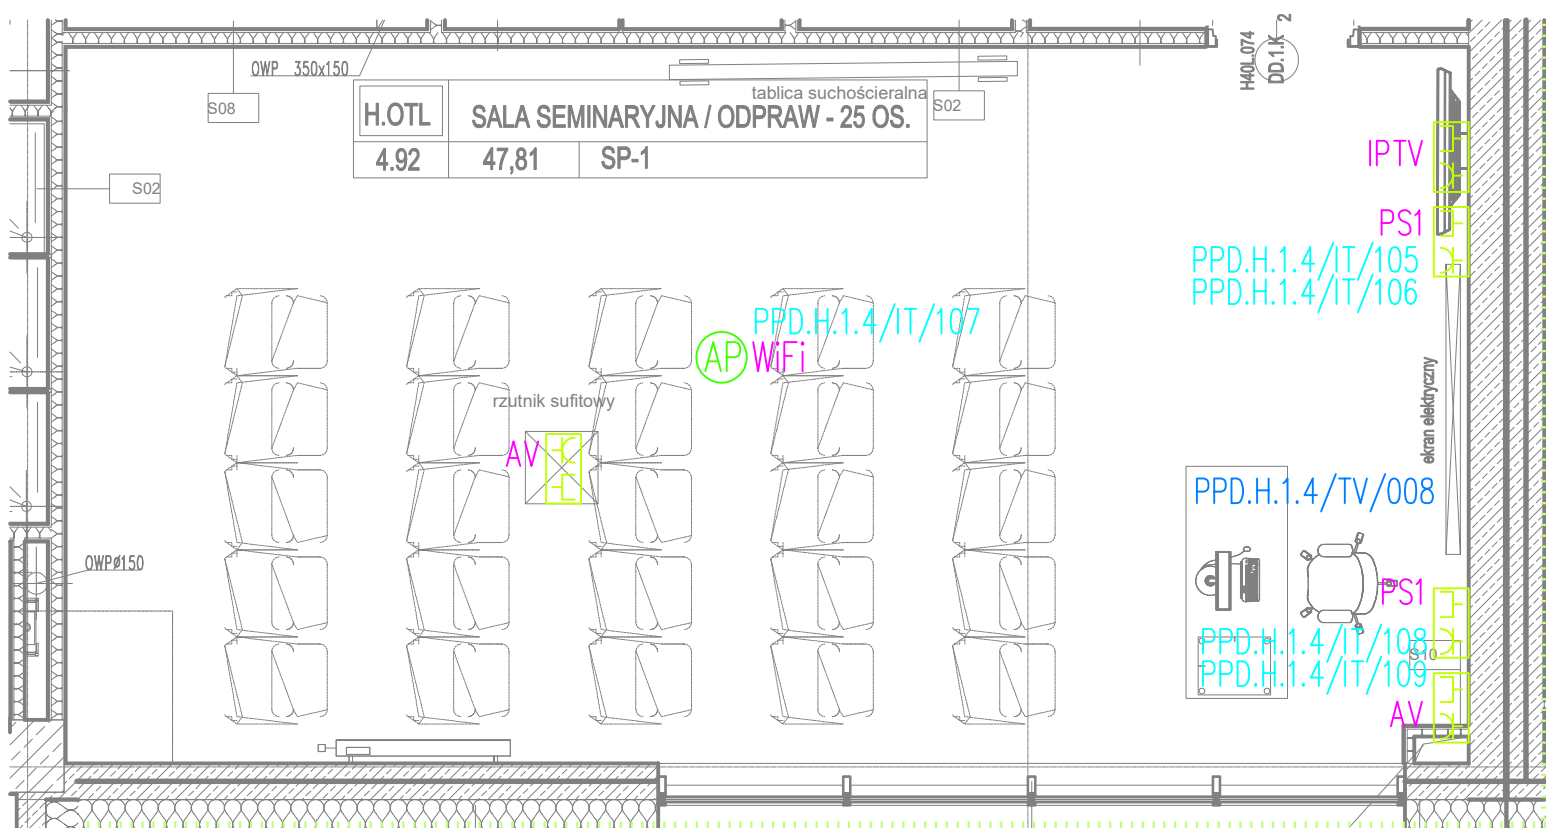 2
H40L.074
DD.1.K
OWP 350x150
S08
tablica suchościeralna
S02
H.OTL SALA SEMINARYJNA / ODPRAW - 25 OS.
4.92 47,81 SP-1
IPTV
S02
PS1
PPD.H.1.4/IT/105
PPD.H.1.4/IT/106
PPD.H.1.4/IT/107
AP WiFi
rzutnik sufitowy
ekran elektryczny
AV
PPD.H.1.4/TV/008
OWPø150
PS1
PPD.H.1.4/IT/108
S10
PPD.H.1.4/IT/109
AV